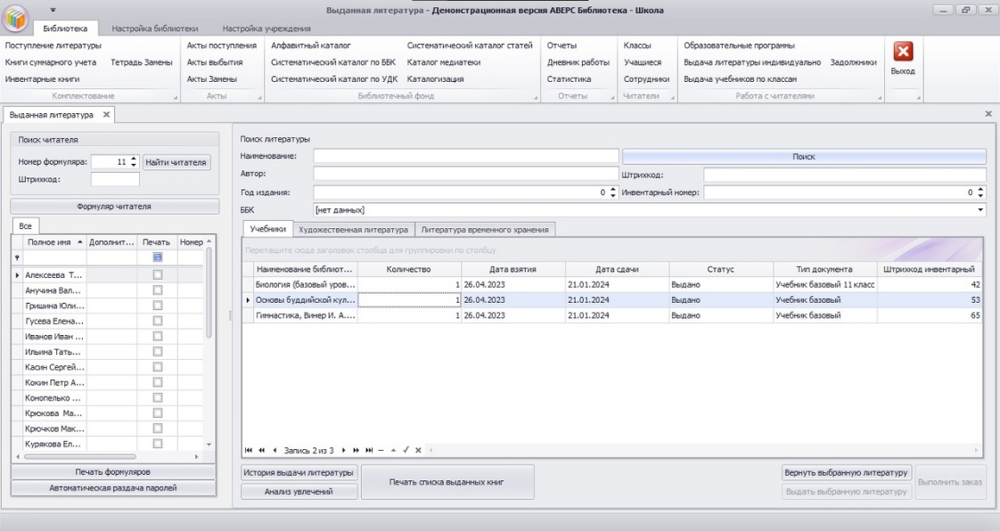 Выданная литература - Демонстрационная версия АВЕРС Библиотека - Школа
Библиотека Настройка библиотеки Настройка учреждения
Поступление литературы Акты поступления Алфавитный каталог Систематический каталог статей Отчеты Классы Образовательные программы
Книги суммарного учета Тетрадь Замены Акты выбытия Систематический каталог по ББК Каталог медиатеки Дневник работы Учащиеся Выдача литературы индивидуально Задолжники
Инвентарные книги Акты Замены Систематический каталог по УДК Каталогизация Статистика Сотрудники Выдача учебников по классам
Выход
Комплектование Акты Библиотечный фонд Отчеты Читатели Работа с читателями
Выданная литература
Поиск читателя
Номер формуляра: 11 Найти читателя
Штрихкод:
Формуляр читателя
Все
Полное имя Дополнит... Печать Номер
Алексеева Т...
Анучина Вал...
Гришина Юли...
Гусева Елена...
Иванов Иван ...
Ильина Тать...
Касин Сергей...
Кокин Петр А...
Конопелько ...
Крюкова Ма...
Крючков Мак...
Курякова Ел...
Печать формуляров
Автоматическая раздача паролей
Поиск литературы
Наименование: Поиск
Автор: Штрихкод:
Год издания: 0 Инвентарный номер: 0
ББК [нет данных]
Учебники Художественная литература Литература временного хранения
Перетащите сюда заголовок столбца для группировки по столбцу
Наименование библиот... Количество Дата взятия Дата сдачи Статус Тип документа Штрихкод инвентарный
Биология (базовый уров... 1 26.04.2023 21.01.2024 Выдано Учебник базовый 11 класс 42
Основы буддийской кул... 1 26.04.2023 21.01.2024 Выдано Учебник базовый 53
Гимнастика, Винер И. А.... 1 26.04.2023 21.01.2024 Выдано Учебник базовый 65
Запись 2 из 3
История выдачи литературы Печать списка выданных книг Вернуть выбранную литературу Выполнить заказ
Анализ увлечений Выдать выбранную литературу